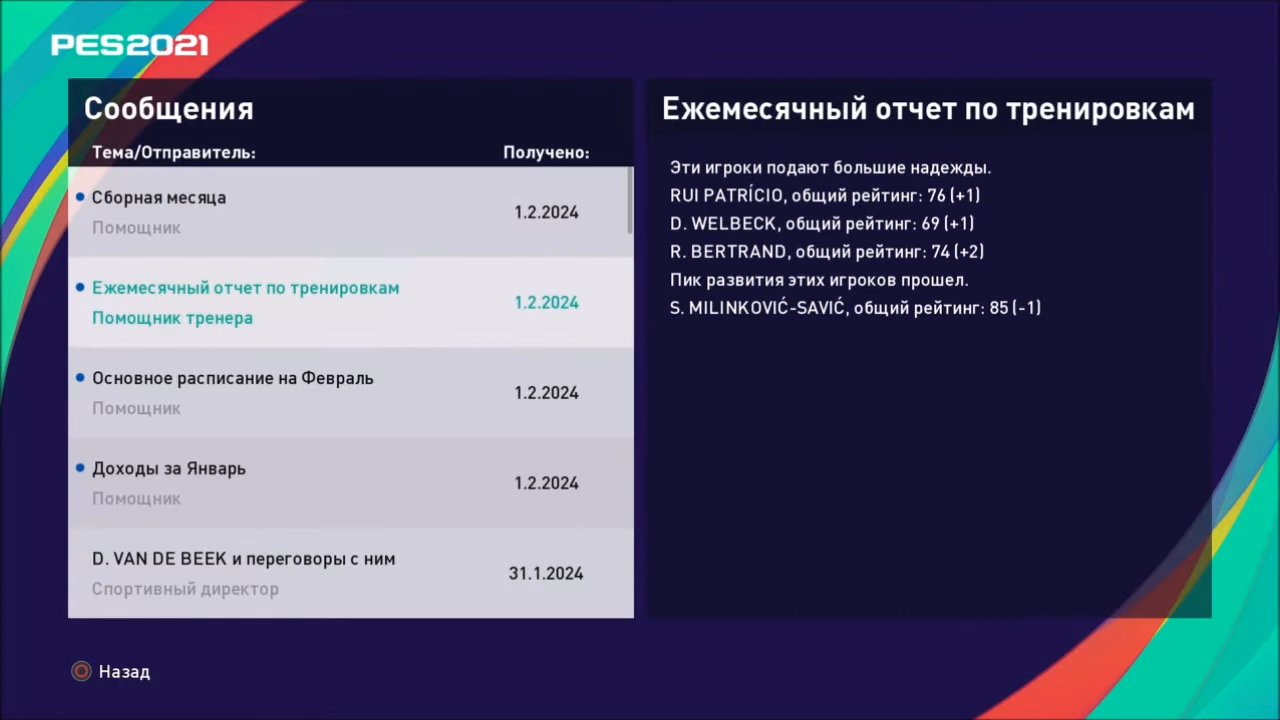 PES2021
Сообщения
Тема/Отправитель: Получено:
Сборная месяца
Помощник
1.2.2024
Ежемесячный отчет по тренировкам
Помощник тренера
1.2.2024
Основное расписание на Февраль
Помощник
1.2.2024
Доходы за Январь
Помощник
1.2.2024
D. VAN DE BEEK и переговоры с ним
Спортивный директор
31.1.2024
Ежемесячный отчет по тренировкам
Эти игроки подают большие надежды.
RUI PATRÍCIO, общий рейтинг: 76 (+1)
D. WELBECK, общий рейтинг: 69 (+1)
R. BERTRAND, общий рейтинг: 74 (+2)
Пик развития этих игроков прошел.
S. MILINKOVIĆ-SAVIĆ, общий рейтинг: 85 (-1)
Назад